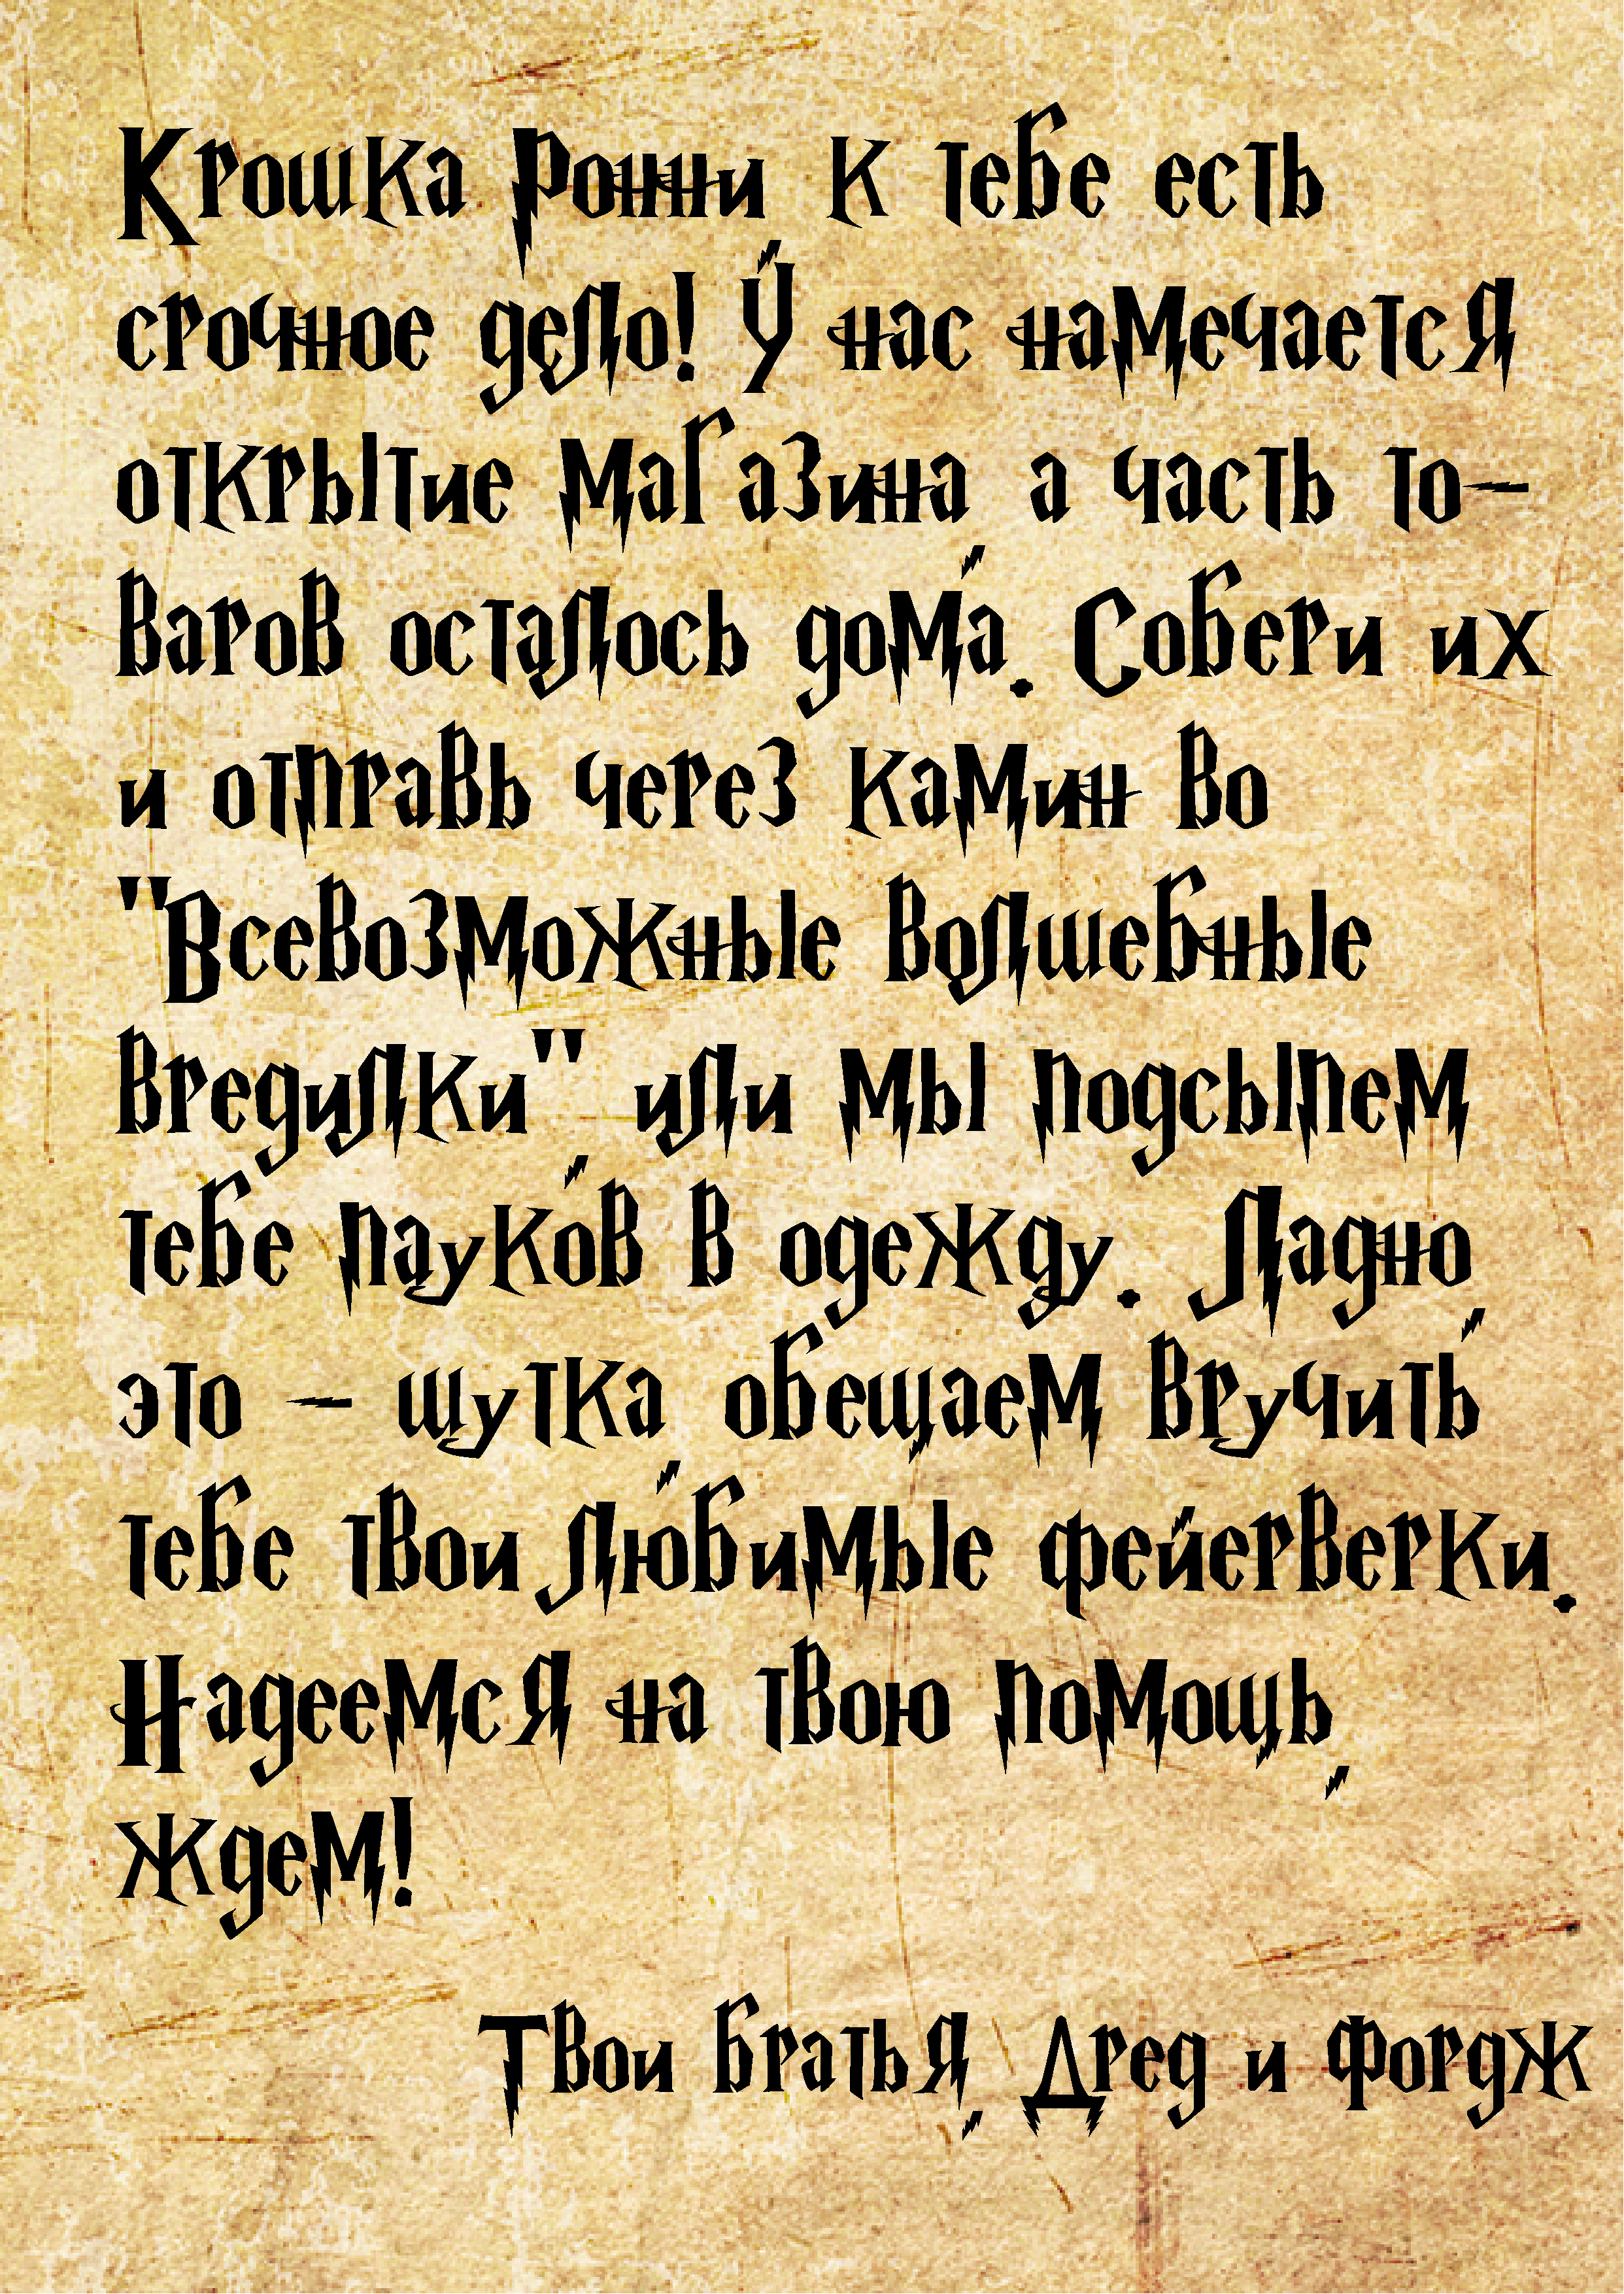 Крошка Ронни, к тебе есть
срочное дело! У нас намечается
открытие магазина, а часть то-
варов осталось дома. Собери их
и отправь через камин во
"Всевозможные волшебные
вредилки", или мы подсыпем
тебе пауков в одежду. Ладно,
это - шутка, обещаем вручить
тебе твои любимые фейерверки.
Надеемся на твою помощь,
ждем!
Твои братья, Дред и Фордж